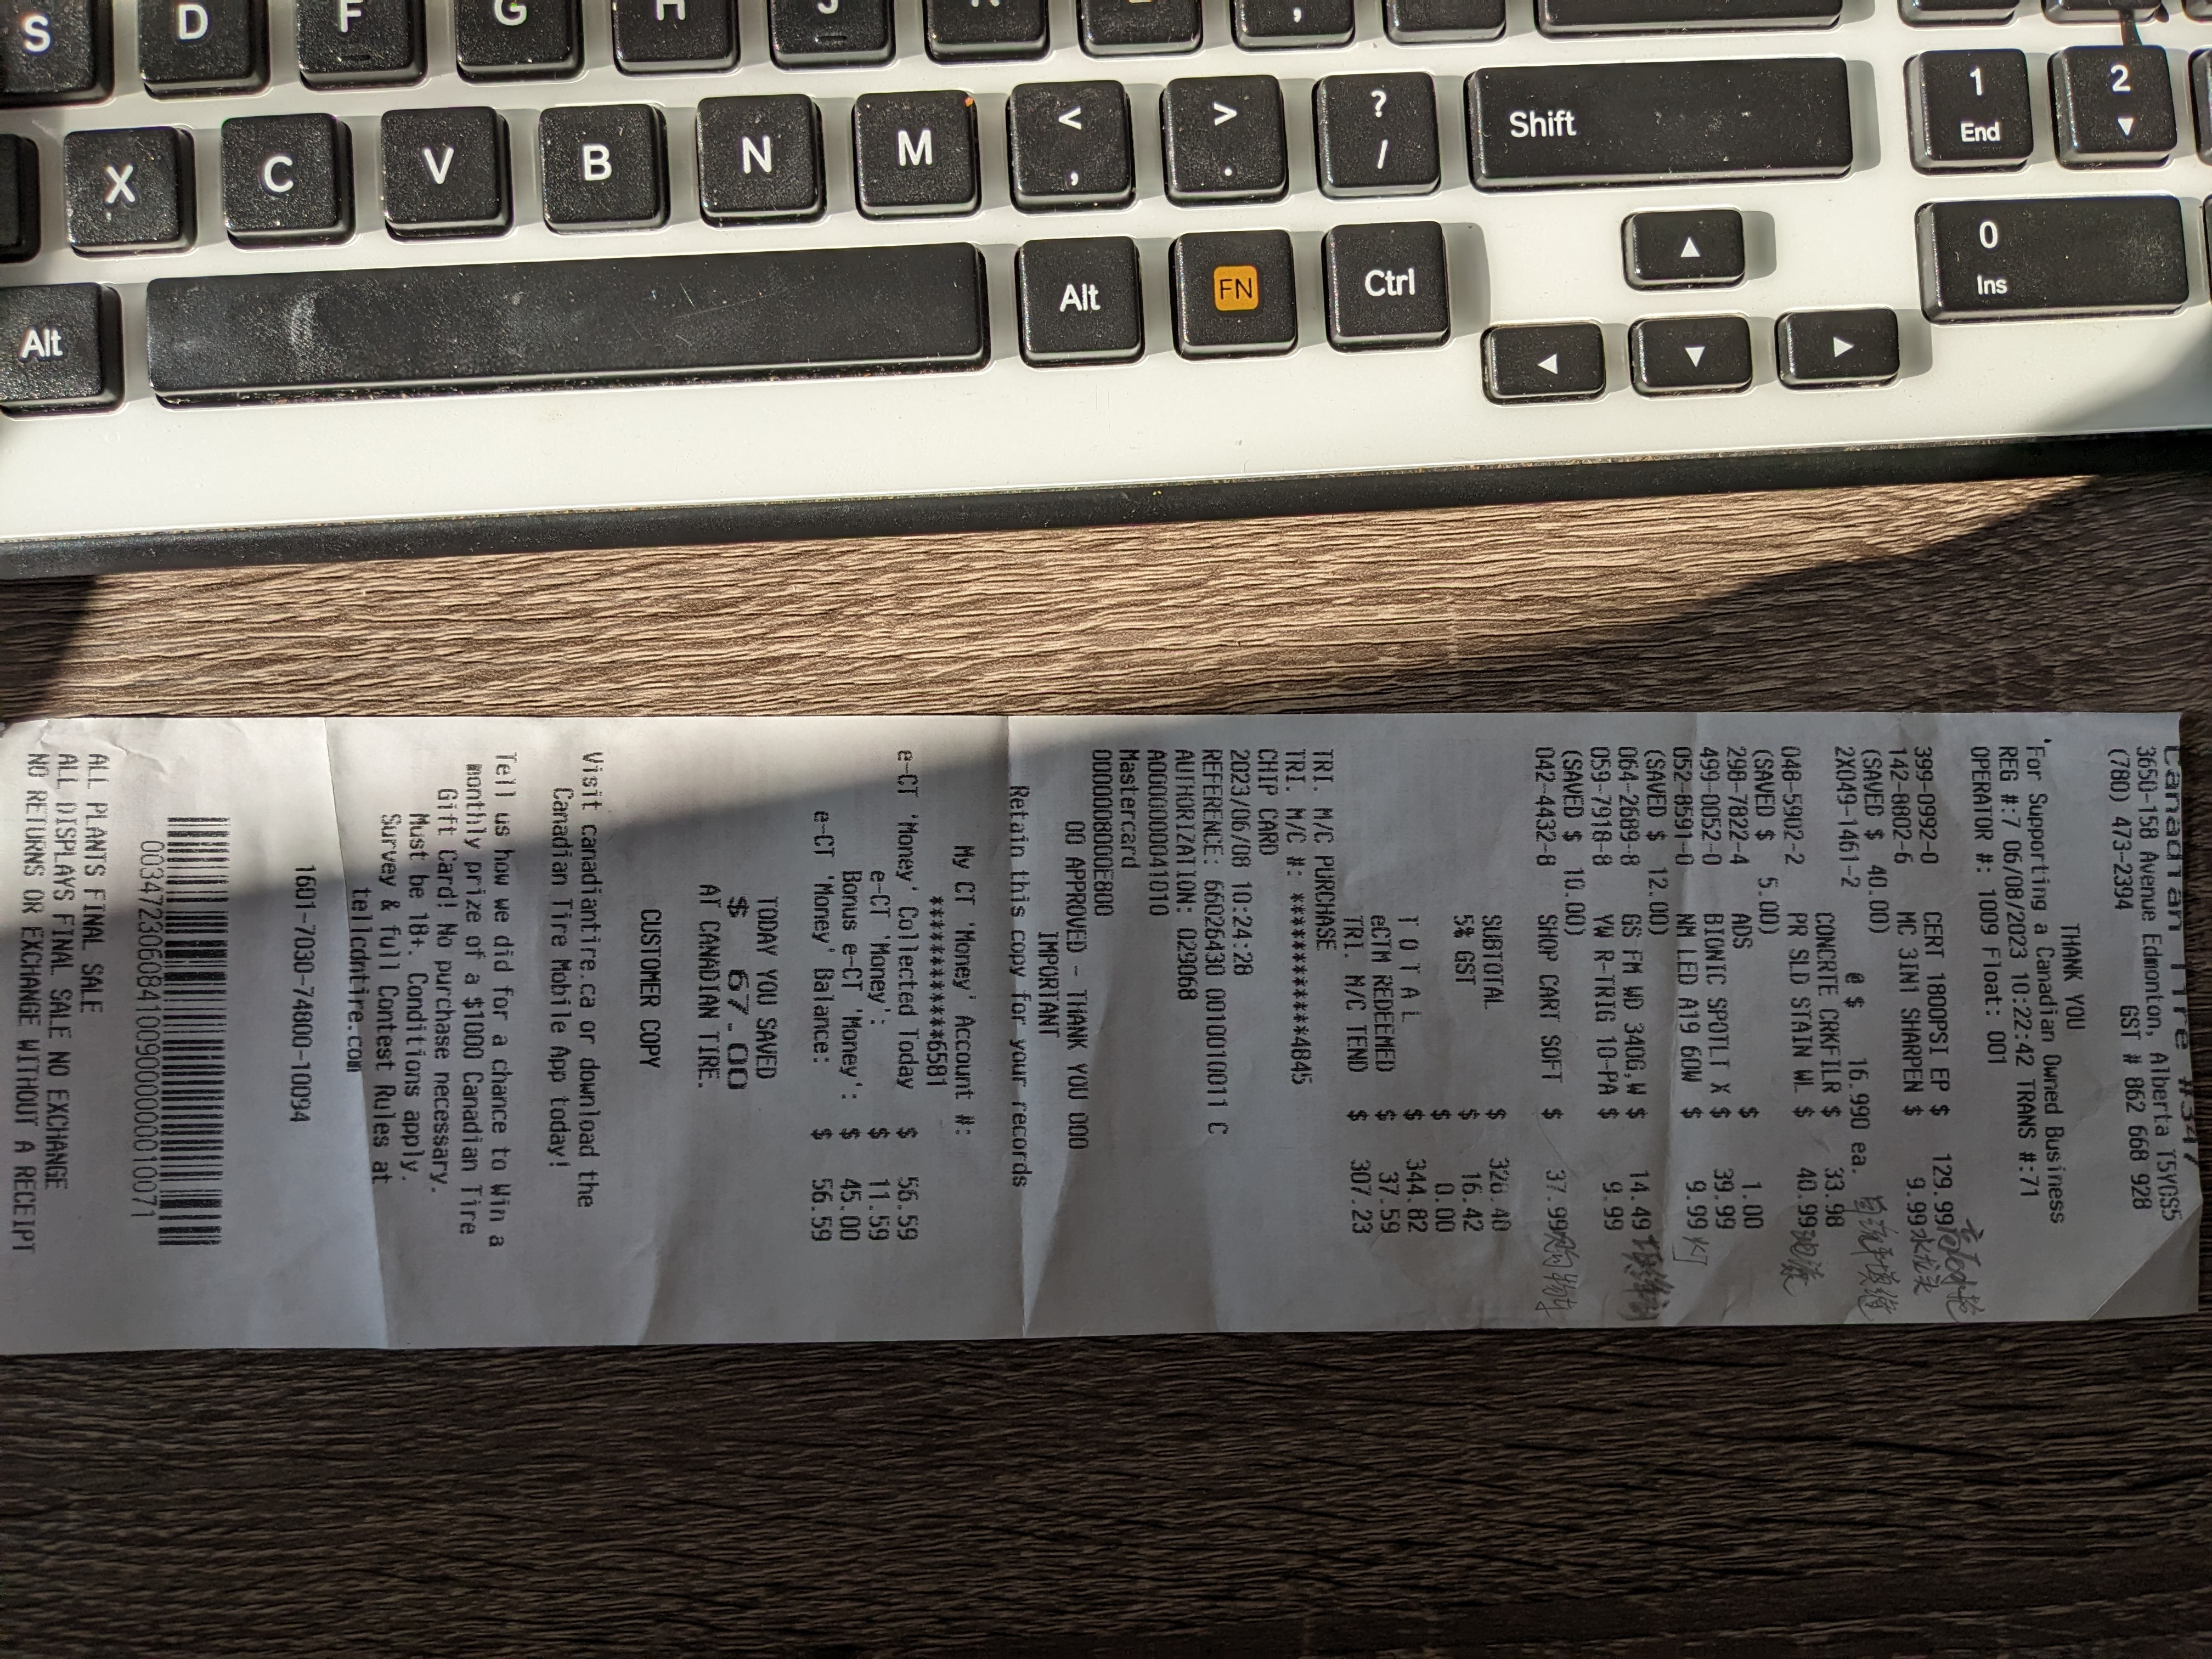 S D F G H J
X C V B N M < , > . ? / Shift 1 End 2
Alt Alt FN Ctrl 0 Ins
Canadian Tire #347
3650-158 Avenue Edmonton, Alberta T5Y0S5
(780) 473-2394 GST # 862 668 928
THANK YOU
For Supporting a Canadian Owned Business
REG #:7 06/08/2023 10:22:42 TRANS #:71
OPERATOR #: 1009 Float: 001
399-0992-0 CERT 1800PSI EP $ 129.99
142-8802-6 MC 3IN1 SHARPEN $ 9.99
(SAVED $ 40.00)
2X049-1461-2 @ $ 16.990 ea.
CONCRTE CRKFILR $ 33.98
048-5902-2 PR SLD STAIN WL $ 40.99 地漆
(SAVED $ 5.00)
298-7822-4 ADS $ 1.00
499-0052-0 BIONIC SPOTLT X $ 39.99
052-8591-0 NM LED A19 60W $ 9.99 灯
(SAVED $ 12.00)
064-2689-8 GS FM WD 340G,W $ 14.49
059-7918-8 YW R-TRIG 10-PA $ 9.99
(SAVED $ 10.00)
042-4432-8 SHOP CART SOFT $ 37.99 购物车
SUBTOTAL $ 328.40
5% GST $ 16.42
$ 0.00
T O T A L $ 344.82
eCTM REDEEMED $ 37.59
TRI. M/C TEND $ 307.23
TRI. M/C PURCHASE
TRI. M/C #: ************4845
CHIP CARD
2023/06/08 10:24:28
REFERENCE: 66026430 0010010011 C
AUTHORIZATION: 029068
A0000000041010
Mastercard
0000008000E800
00 APPROVED - THANK YOU 000
IMPORTANT
Retain this copy for your records
My CT 'Money' Account #:
************6581
e-CT 'Money' Collected Today $ 56.59
e-CT 'Money': $ 11.59
Bonus e-CT 'Money': $ 45.00
e-CT 'Money' Balance: $ 56.59
TODAY YOU SAVED
$ 67.00
AT CANADIAN TIRE.
CUSTOMER COPY
Visit canadiantire.ca or download the
Canadian Tire Mobile App today!
Tell us how we did for a chance to Win a
monthly prize of a $1000 Canadian Tire
Gift Card! No purchase necessary.
Must be 18+. Conditions apply.
Survey & full Contest Rules at
tellcdntire.com
1601-7030-74800-10094
00347230608410090000000010071
ALL PLANTS FINAL SALE
ALL DISPLAYS FINAL SALE NO EXCHANGE
NO RETURNS OR EXCHANGE WITHOUT A RECEIPT